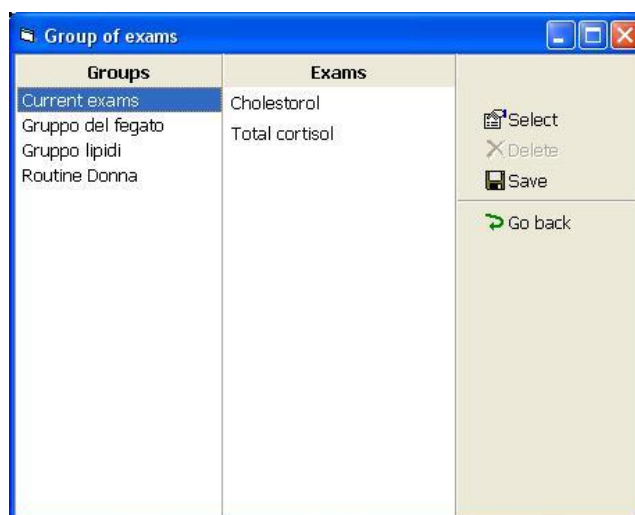 Group of exams
Groups
Exams
Current exams
Gruppo del fegato
Gruppo lipidi
Routine Donna
Cholestorol
Total cortisol
Select
Delete
Save
Go back